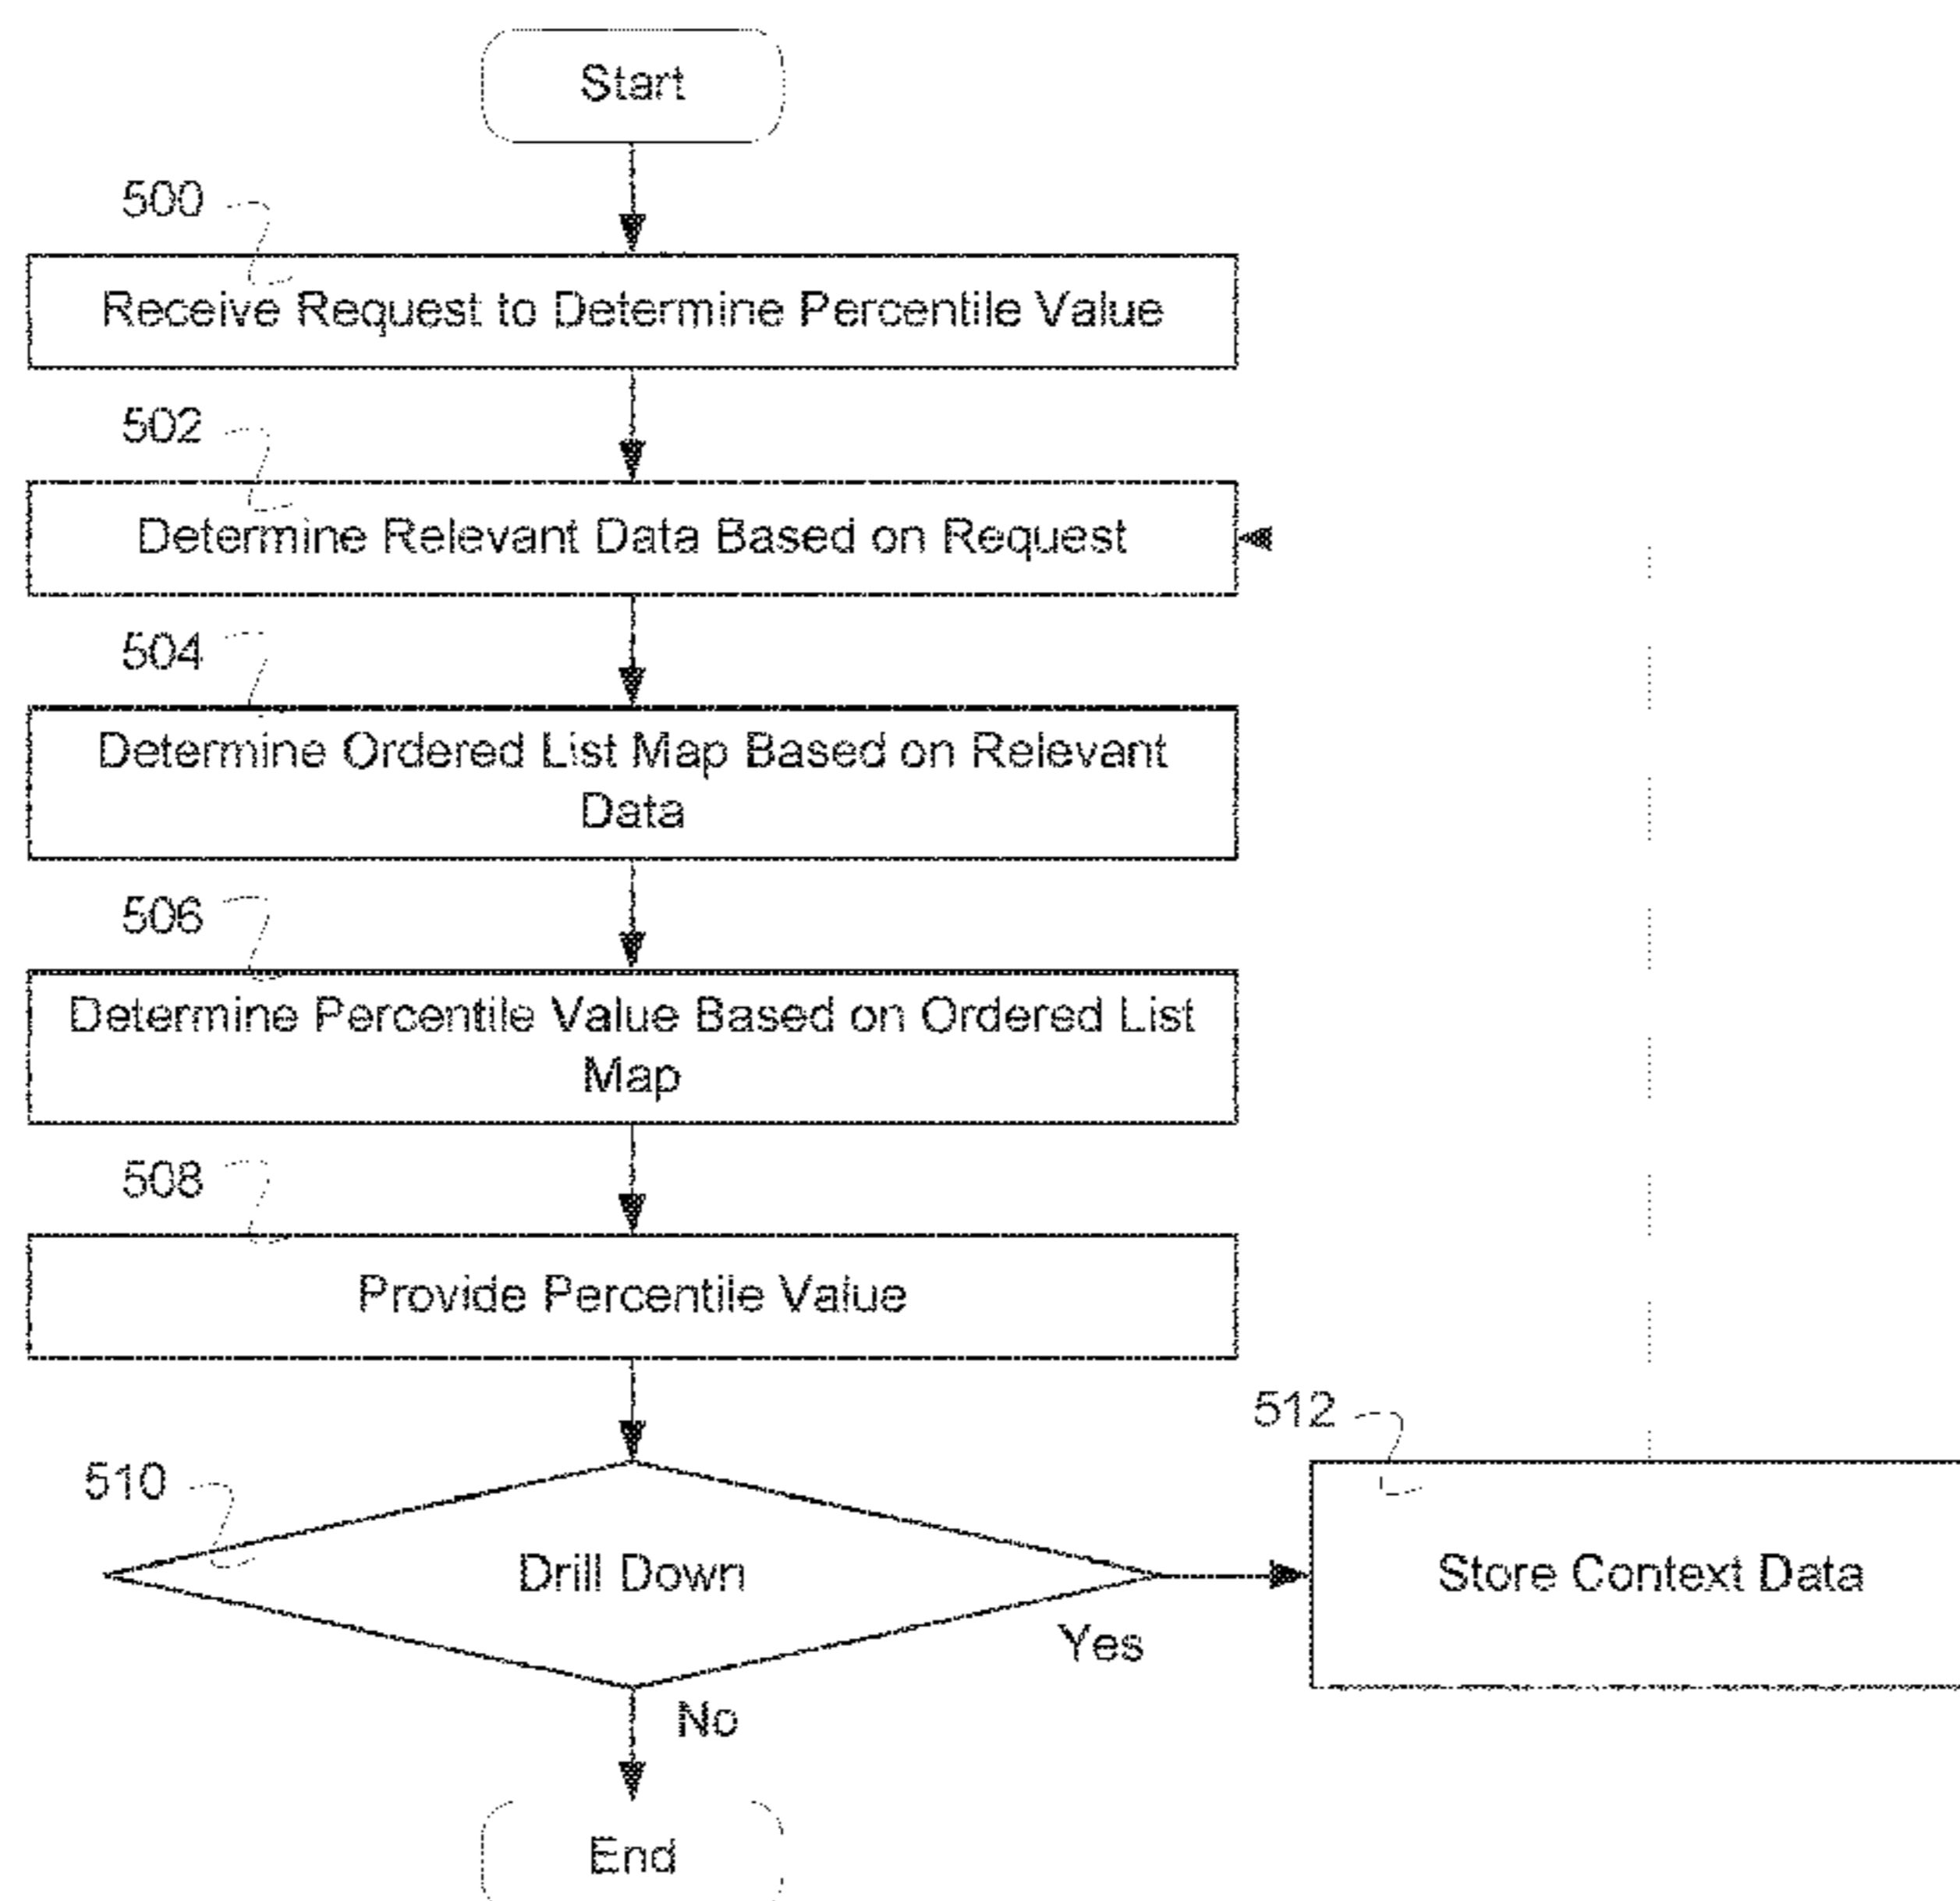 Start
500
Receive Request to Determine Percentile Value
502
Determine Relevant Data Based on Request
504
Determine Ordered List Map Based on Relevant
Data
506
Determine Percentile Value Based on Ordered List
Map
508
Provide Percentile Value
512
510
Drill Down
Store Context Data
Yes
No
End